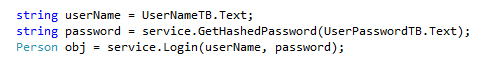 string userName = UserNameTB.Text;
string password = service.GetHashedPassword(UserPasswordTB.Text);
Person obj = service.Login(userName, password);